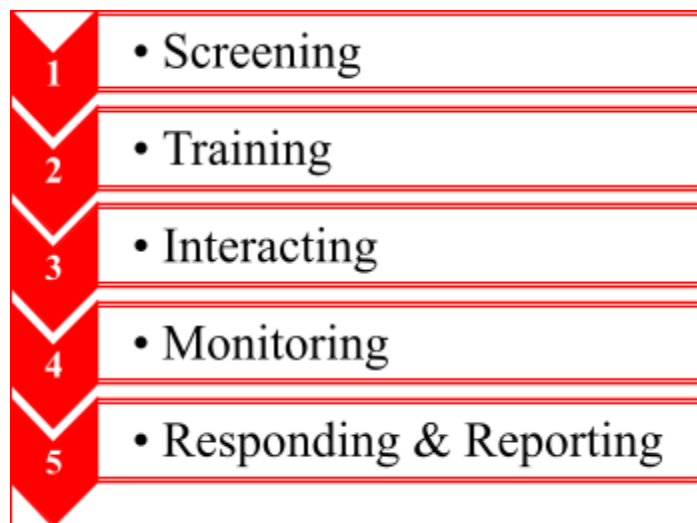 1 • Screening
2 • Training
3 • Interacting
4 • Monitoring
5 • Responding & Reporting